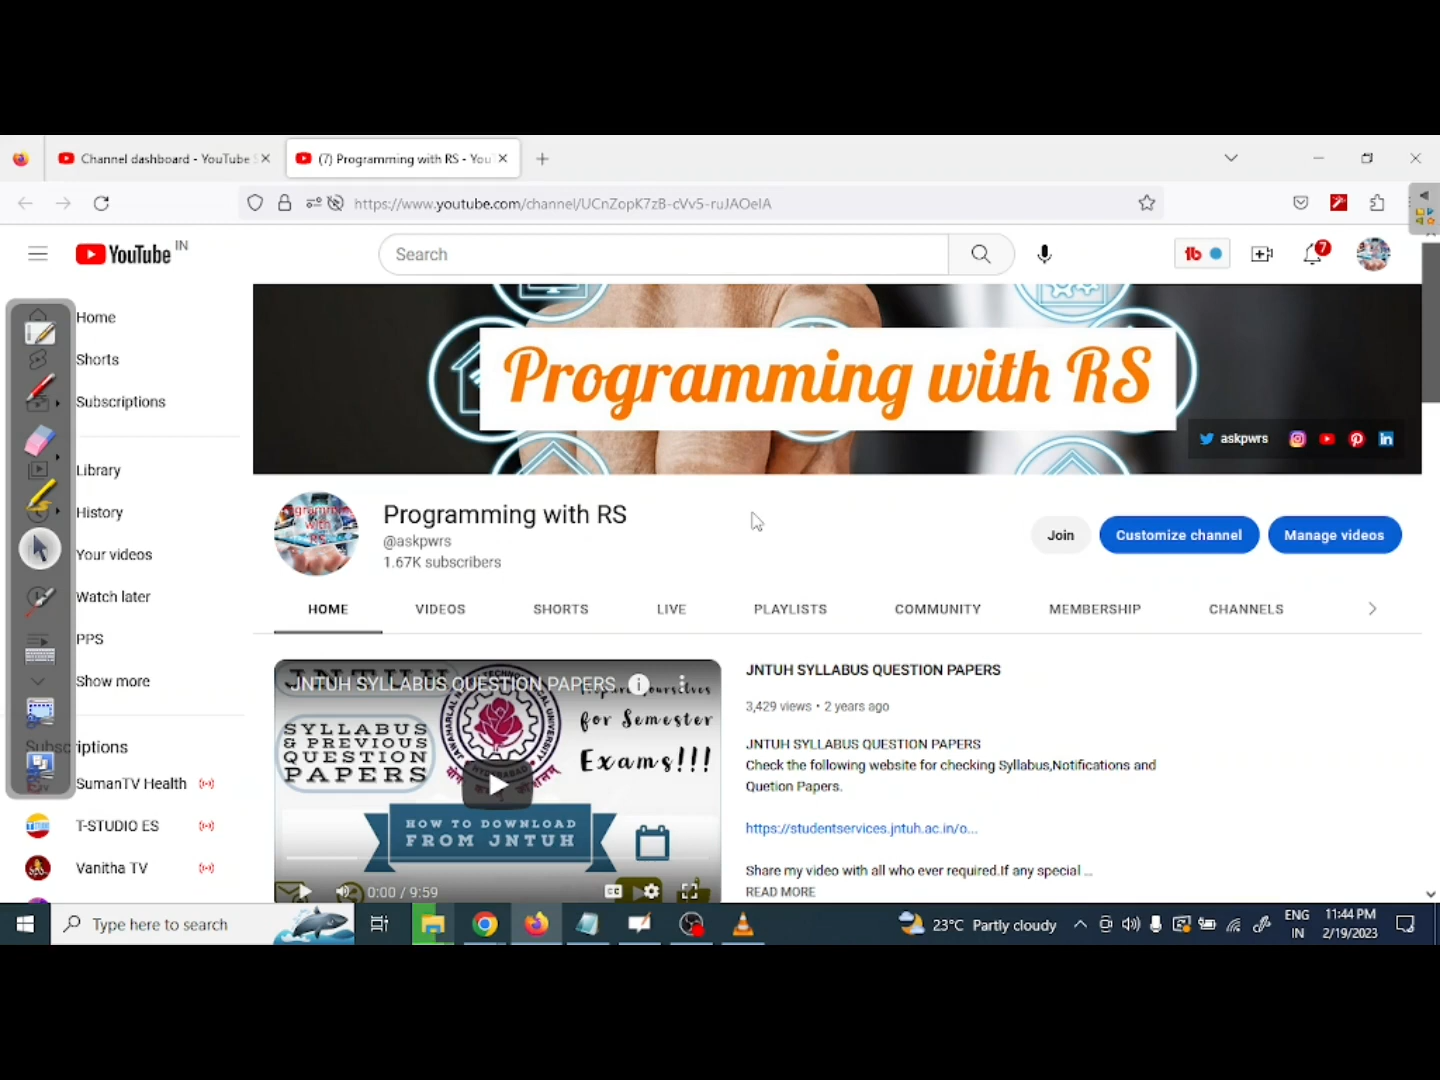 Channel dashboard - YouTube S
(7) Programming with RS - You
https://www.youtube.com/channel/UCnZopK7zB-cVv5-ruJAOeIA
YouTube IN
Search
7
Home
Shorts
Subscriptions
Library
History
Your videos
Watch later
PPS
Show more
Subscriptions
SumanTV Health
T-STUDIO ES
Vanitha TV
Programming with RS
askpwrs
Programming with RS
@askpwrs
1.67K subscribers
Join
Customize channel
Manage videos
HOME
VIDEOS
SHORTS
LIVE
PLAYLISTS
COMMUNITY
MEMBERSHIP
CHANNELS
JNTUH SYLLABUS QUESTION PAPERS
SYLLABUS
& PREVIOUS
QUESTION
PAPERS
for Semester
Exams!!!
HOW TO DOWNLOAD
FROM JNTUH
0:00 / 9:59
JNTUH SYLLABUS QUESTION PAPERS
3,429 views • 2 years ago
JNTUH SYLLABUS QUESTION PAPERS
Check the following website for checking Syllabus,Notifications and
Quetion Papers.
https://studentservices.jntuh.ac.in/o...
Share my video with all who ever required.If any special ...
READ MORE
Type here to search
23°C Partly cloudy
ENG
IN
11:44 PM
2/19/2023